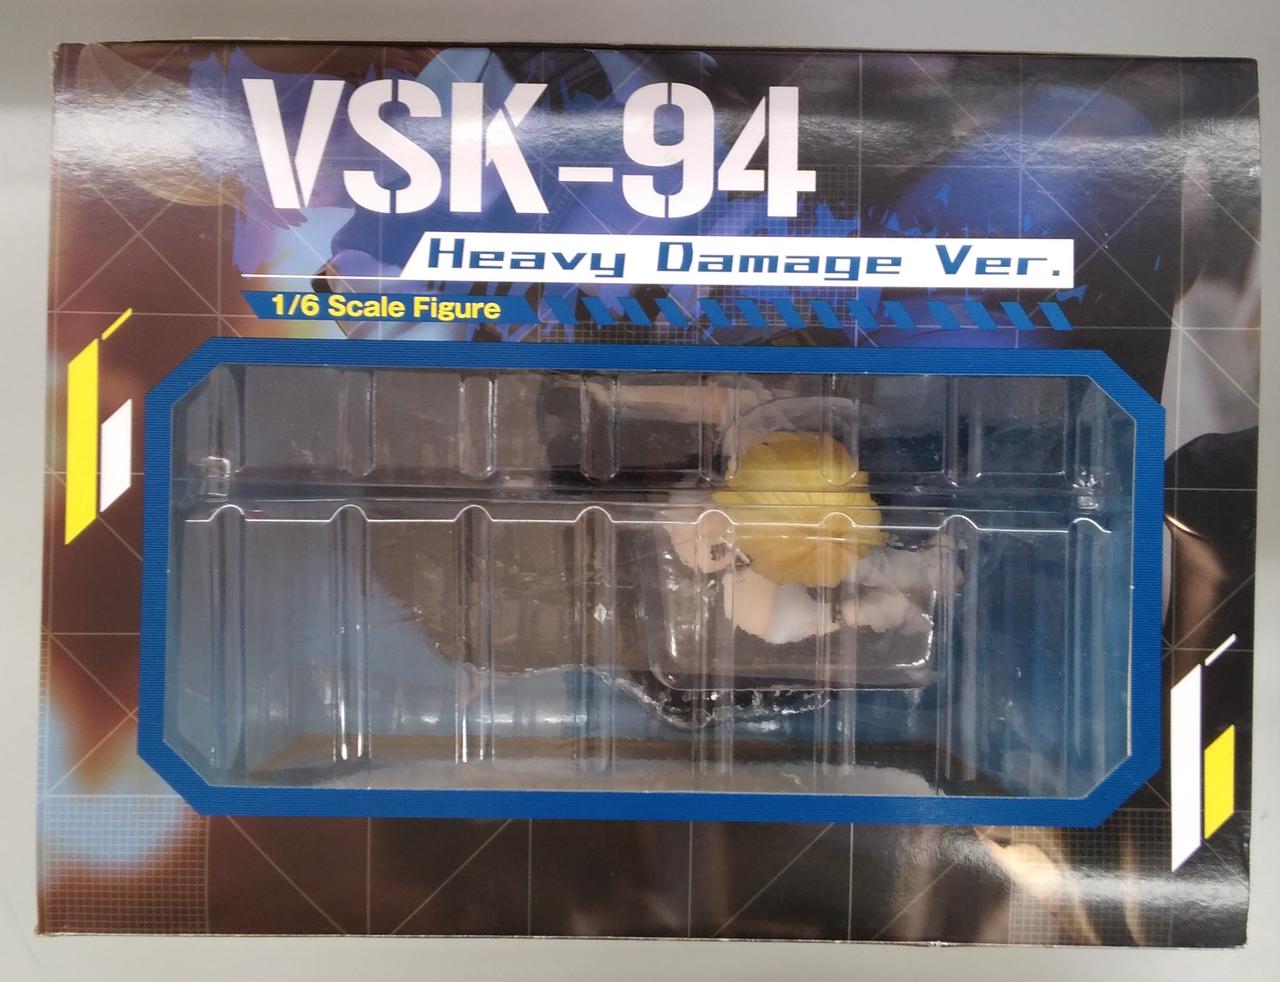 VSK-94
Heavy Damage Ver.
1/6 Scale Figure